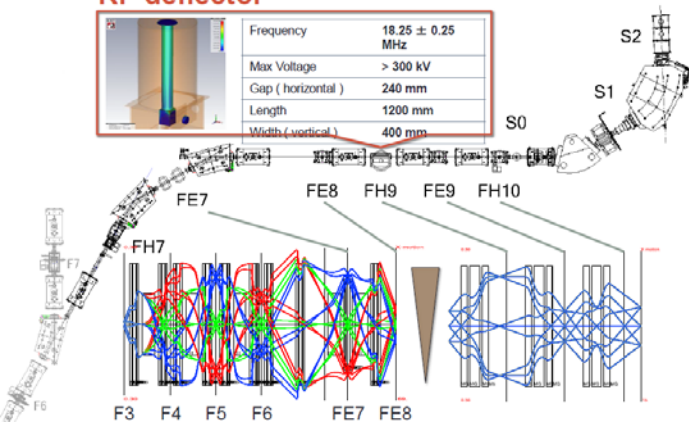 RF deflector
Frequency 18.25 ± 0.25 MHz
Max Voltage > 300 kV
Gap ( horizontal ) 240 mm
Length 1200 mm
Width ( vertical ) 400 mm
S2
S1
S0
FE7
FE8
FH9
FE9
FH10
FH7
F7
F6
F3
F4
F5
F6
FE7
FE8